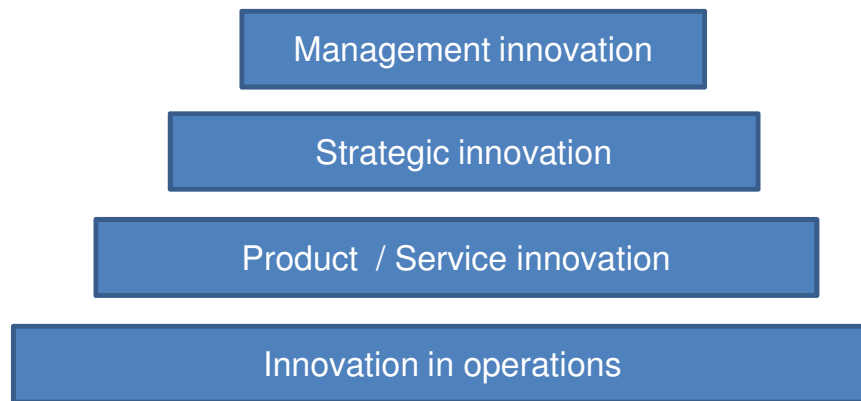 Management innovation
Strategic innovation
Product / Service innovation
Innovation in operations